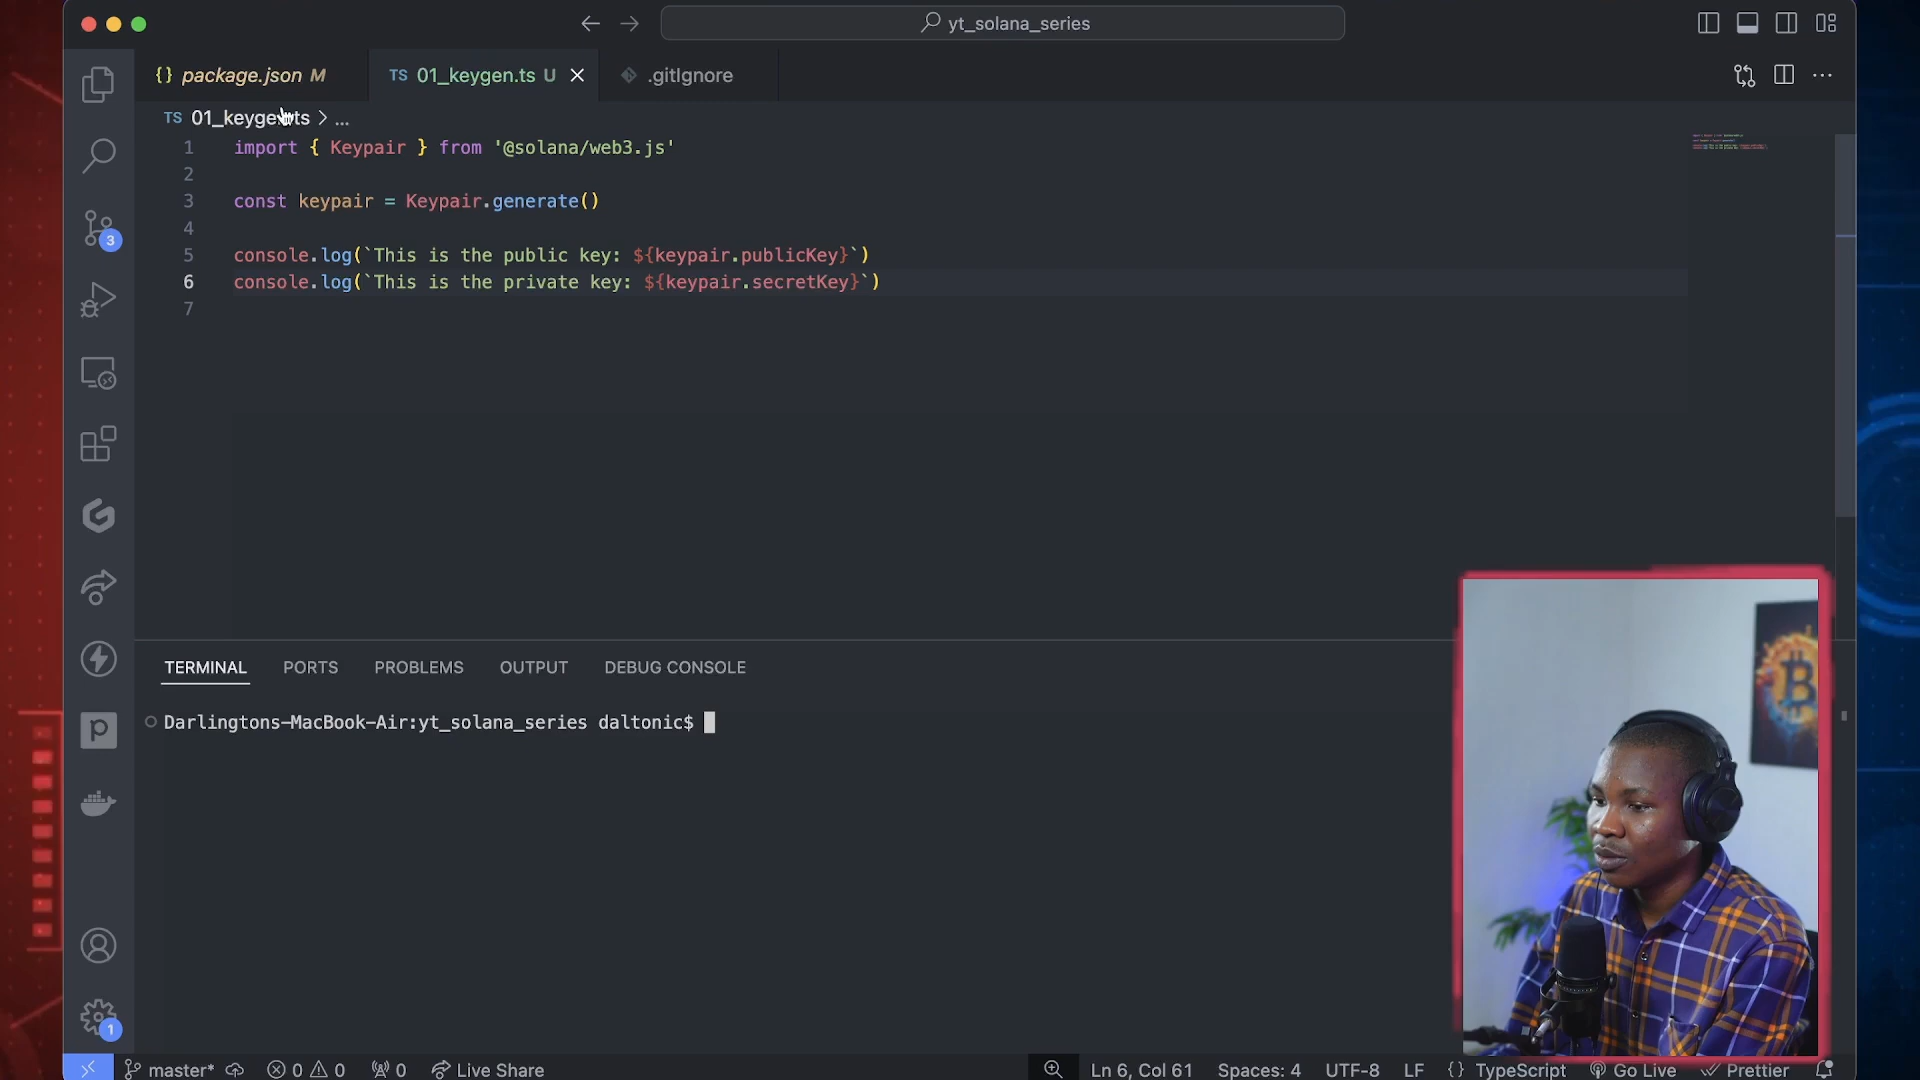 yt_solana_series
{} package.json M
TS 01_keygen.ts U
.gitIgnore
TS 01_keygen.ts > ...
1 import { Keypair } from '@solana/web3.js'
2
3 const keypair = Keypair.generate()
4
5 console.log(`This is the public key: ${keypair.publicKey}`)
6 console.log(`This is the private key: ${keypair.secretKey}`)
7
3
TERMINAL PORTS PROBLEMS OUTPUT DEBUG CONSOLE
Darlingtons-MacBook-Air:yt_solana_series daltonic$
1
master* 0 0 0 Live Share Ln 6, Col 61 Spaces: 4 UTF-8 LF {} TypeScript Go Live Prettier